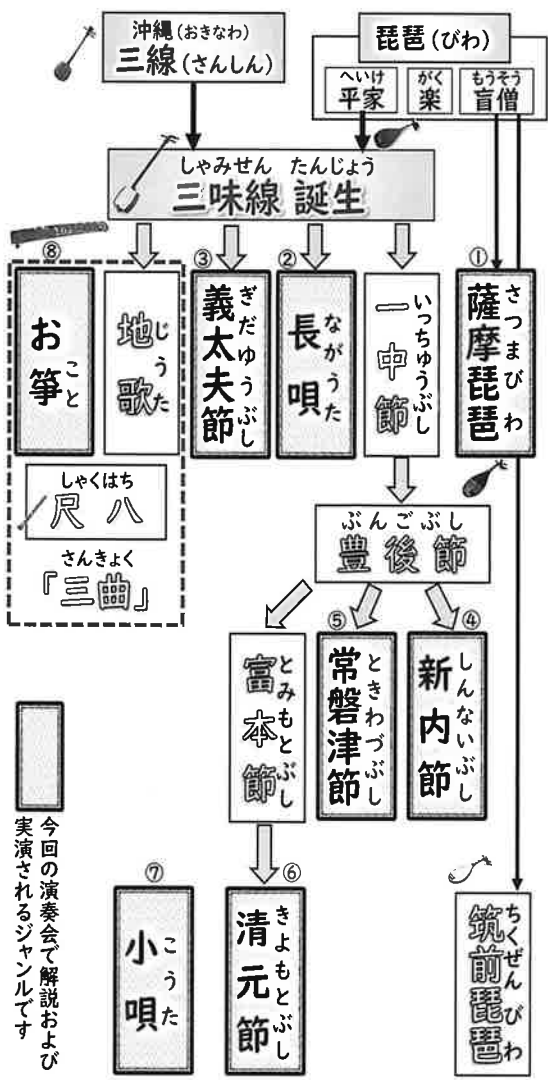 沖縄(おきなわ)
三線(さんしん)
琵琶(びわ)
へいけ
平家
がく
楽
もうそう
盲僧
しゃみせん たんじょう
三味線 誕生
⑧
お箏
こと
地歌
じうた
③
義太夫節
ぎだゆうぶし
②
長唄
ながうた
一中節
いっちゅうぶし
①
薩摩琵琶
さつまびわ
しゃくはち
尺八
さんきょく
『三曲』
ぶんごぶし
豊後節
富本節
とみもとぶし
⑤
常磐津節
ときわづぶし
④
新内節
しんないぶし
⑦
小唄
こうた
⑥
清元節
きよもとぶし
筑前琵琶
ちくぜんびわ
今回の演奏会で解説および
実演されるジャンルです